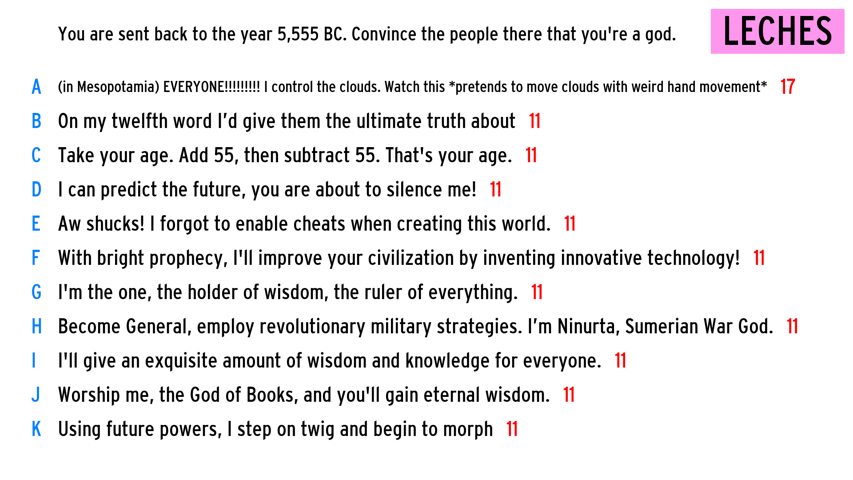 You are sent back to the year 5,555 BC. Convince the people there that you're a god.
LECHES
A (in Mesopotamia) EVERYONE!!!!!!!!! I control the clouds. Watch this *pretends to move clouds with weird hand movement* 17
B On my twelfth word I’d give them the ultimate truth about 11
C Take your age. Add 55, then subtract 55. That's your age. 11
D I can predict the future, you are about to silence me! 11
E Aw shucks! I forgot to enable cheats when creating this world. 11
F With bright prophecy, I'll improve your civilization by inventing innovative technology! 11
G I'm the one, the holder of wisdom, the ruler of everything. 11
H Become General, employ revolutionary military strategies. I’m Ninurta, Sumerian War God. 11
I I'll give an exquisite amount of wisdom and knowledge for everyone. 11
J Worship me, the God of Books, and you'll gain eternal wisdom. 11
K Using future powers, I step on twig and begin to morph 11